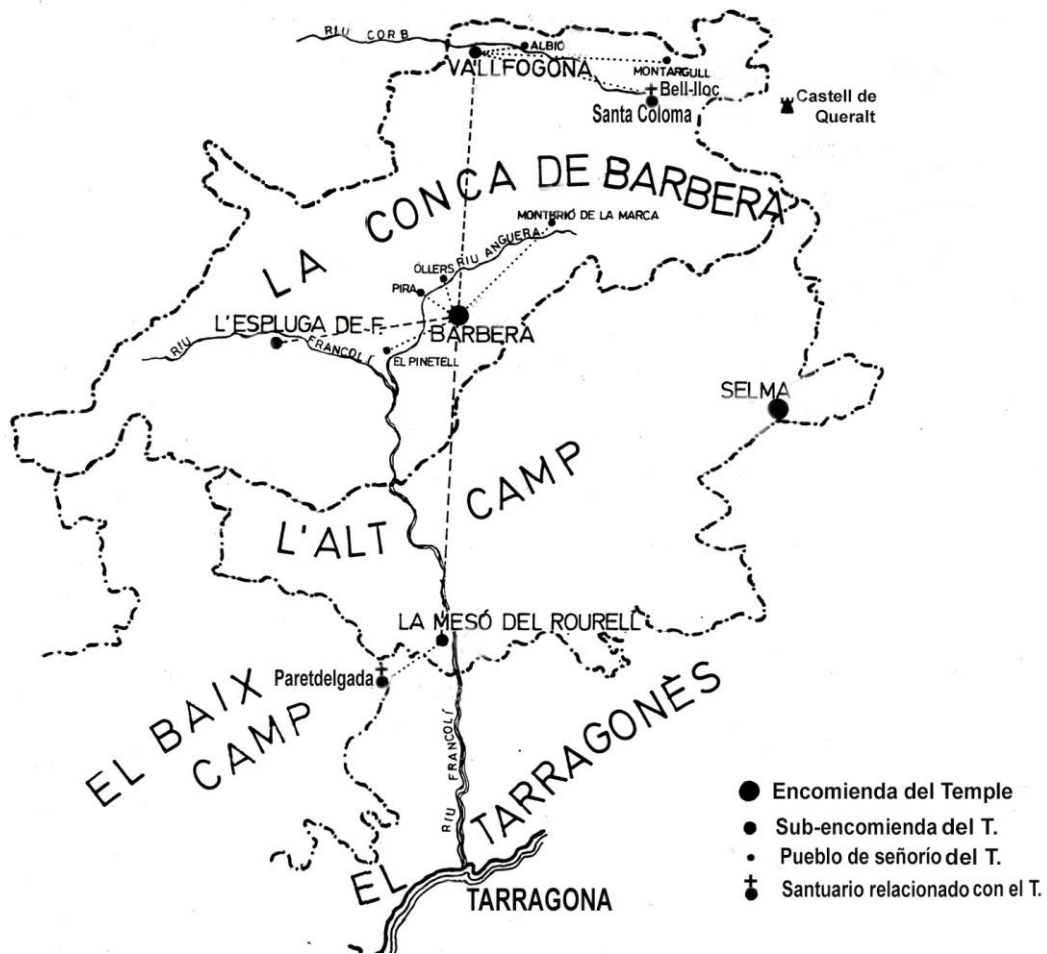 RIU CORB
ALBIÓ
VALLFOGONA
MONTARGULL
Bell-lloc
Santa Coloma
Castell de
Queralt
LA CONCA DE BARBERÀ
MONTBRIÓ DE LA MARCA
RIU ANGUERA
ÓLLERS
PIRA
L'ESPLUGA DE F.
BARBERÀ
RIU FRANCOLÍ
EL PINETELL
SELMA
L'ALT CAMP
LA MESÓ DEL ROURELL
Paretdelgada
EL BAIX
CAMP
RIU FRANCOLÍ
EL TARRAGONÈS
TARRAGONA
Encomienda del Temple
Sub-encomienda del T.
Pueblo de señorío del T.
Santuario relacionado con el T.